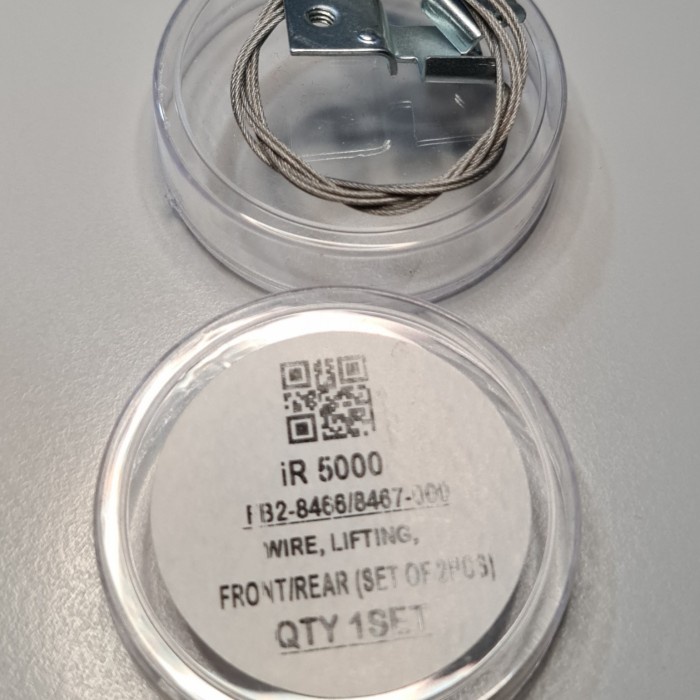 iR 5000
FB2-8466/8467-000
WIRE, LIFTING,
FRONT/REAR (SET OF 2PCS)
QTY 1SET